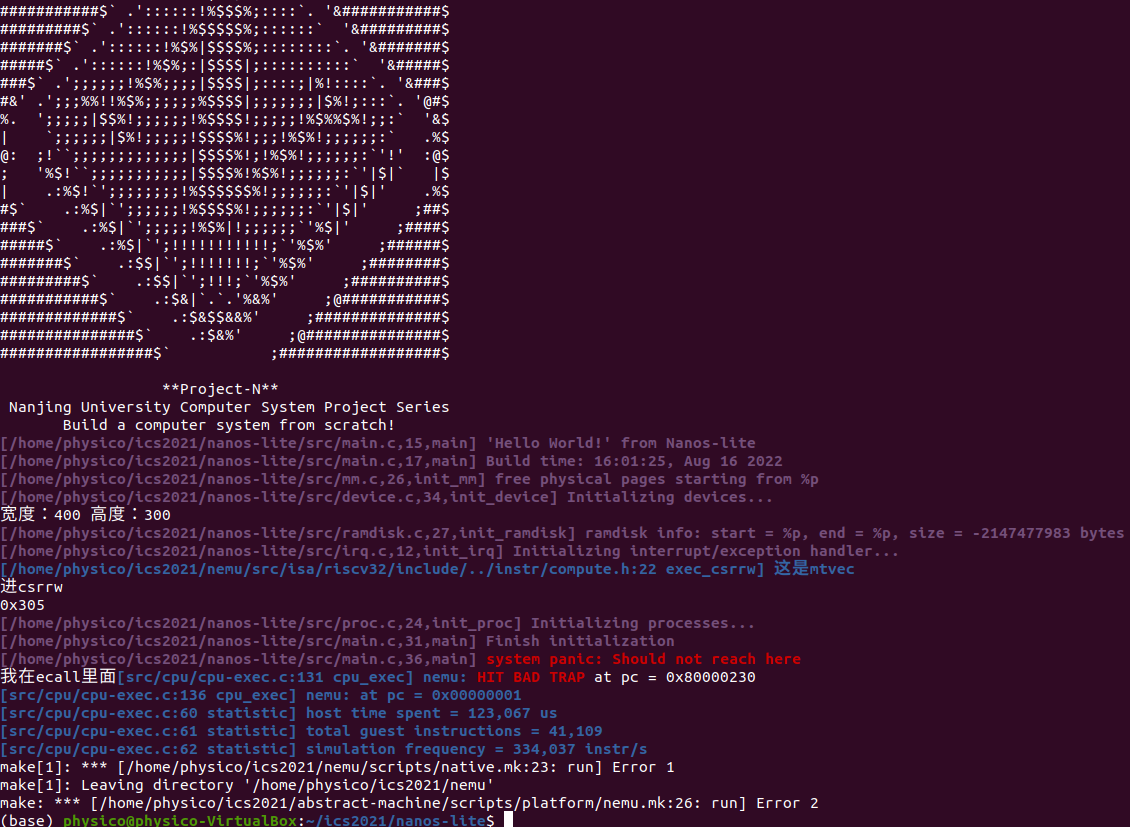 ###########$` .'::::::!%$$$%;::::`. '&###########$
#########$` .'::::::!%$$$$$%;::::::`  '&#########$
#######$` .'::::::!%$%|$$$$%;::::::::`. '&#######$
#####$` .'::::::!%$%;:|$$$$|;::::::::::`  '&#####$
###$` .';;;;;;!%$%;;;;|$$$$|;::::;|%!::::`. '&###$
#&' .';;;%%!!%$%;;;;;;%$$$$|;;;;;;;|$%!;:::`. '@#$
%.  ';;;;;|$$%!;;;;;;!%$$$$!;;;;;!%$%%$%!;;:`  '&$
|    `;;;;;;|$%!;;;;;!$$$$%!;;;!%$%!;;;;;;:`   .%$
@:  ;!``;;;;;;;;;;;;;|$$$$%!;!%$%!;;;;;;:`'!'  :@$
;   '%$!``;;;;;;;;;;;|$$$$%!%$%!;;;;;;:`'|$|`   |$
|    .:%$!`';;;;;;;;!%$$$$$$%!;;;;;;:`'|$|'    .%$
#$`    .:%$|`';;;;;;!%$$$$%!;;;;;;:`'|$|'     ;##$
###$`    .:%$|`';;;;;!%$%|!;;;;;;`'%$|'     ;####$
#####$`    .:%$|`';!!!!!!!!!!!;`'%$%'     ;######$
#######$`    .:$$|`';!!!!!!!;`'%$%'     ;########$
#########$`    .:$$|`';!!!;`'%$%'     ;##########$
###########$`    .:$&|`.`.'%&%'     ;@###########$
#############$`    .:$&$$&&%'     ;##############$
###############$`    .:$&%'     ;@###############$
#################$`           ;##################$
**Project-N**
Nanjing University Computer System Project Series
Build a computer system from scratch!
[/home/physico/ics2021/nanos-lite/src/main.c,15,main] 'Hello World!' from Nanos-lite
[/home/physico/ics2021/nanos-lite/src/main.c,17,main] Build time: 16:01:25, Aug 16 2022
[/home/physico/ics2021/nanos-lite/src/mm.c,26,init_mm] free physical pages starting from %p
[/home/physico/ics2021/nanos-lite/src/device.c,34,init_device] Initializing devices...
宽度：400 高度：300
[/home/physico/ics2021/nanos-lite/src/ramdisk.c,27,init_ramdisk] ramdisk info: start = %p, end = %p, size = -2147477983 bytes
[/home/physico/ics2021/nanos-lite/src/irq.c,12,init_irq] Initializing interrupt/exception handler...
[/home/physico/ics2021/nemu/src/isa/riscv32/include/../instr/compute.h:22 exec_csrrw] 这是mtvec
进csrrw
0x305
[/home/physico/ics2021/nanos-lite/src/proc.c,24,init_proc] Initializing processes...
[/home/physico/ics2021/nanos-lite/src/main.c,31,main] Finish initialization
[/home/physico/ics2021/nanos-lite/src/main.c,36,main] system panic: Should not reach here
我在ecall里面[src/cpu/cpu-exec.c:131 cpu_exec] nemu: HIT BAD TRAP at pc = 0x80000230
[src/cpu/cpu-exec.c:136 cpu_exec] nemu: at pc = 0x00000001
[src/cpu/cpu-exec.c:60 statistic] host time spent = 123,067 us
[src/cpu/cpu-exec.c:61 statistic] total guest instructions = 41,109
[src/cpu/cpu-exec.c:62 statistic] simulation frequency = 334,037 instr/s
make[1]: *** [/home/physico/ics2021/nemu/scripts/native.mk:23: run] Error 1
make[1]: Leaving directory '/home/physico/ics2021/nemu'
make: *** [/home/physico/ics2021/abstract-machine/scripts/platform/nemu.mk:26: run] Error 2
(base) physico@physico-VirtualBox:~/ics2021/nanos-lite$